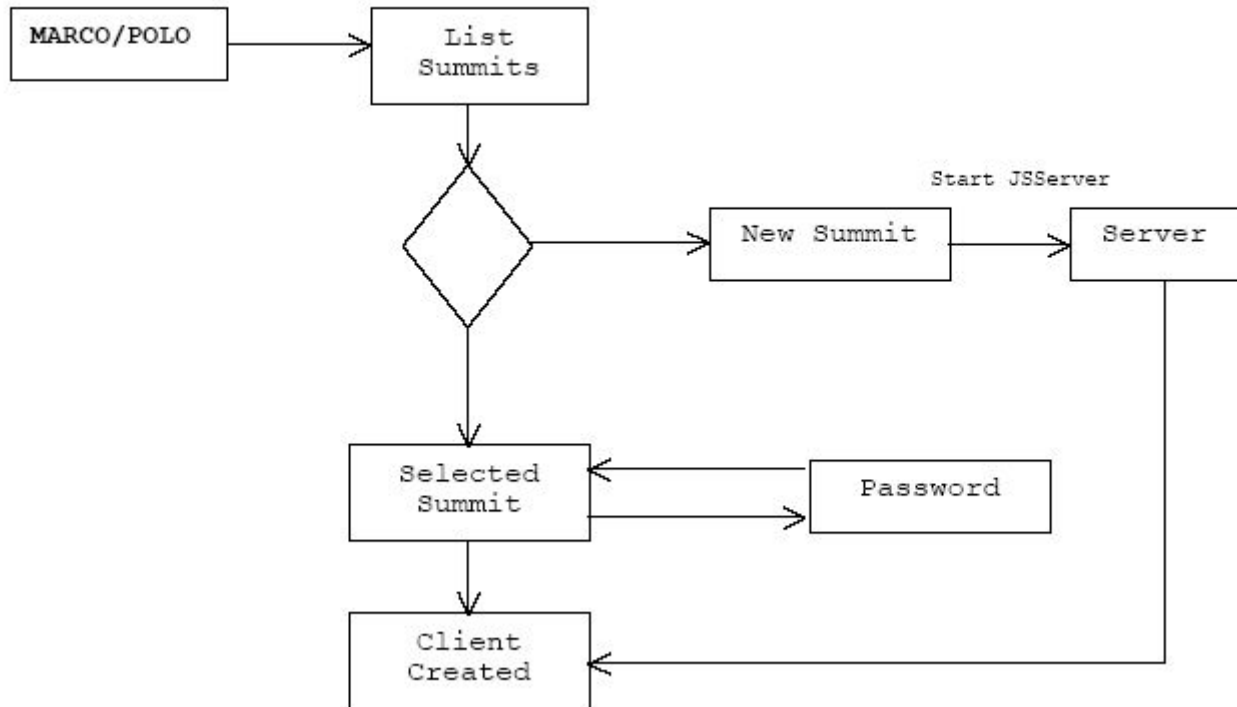 MARCO/POLO
List
Summits
Start JSServer
New Summit
Server
Selected
Summit
Password
Client
Created